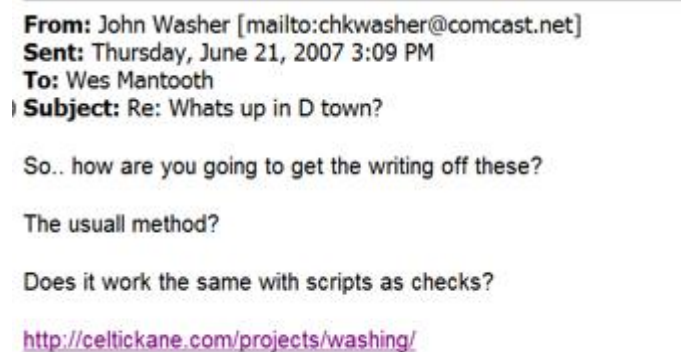 From: John Washer [mailto:chkwasher@comcast.net]
Sent: Thursday, June 21, 2007 3:09 PM
To: Wes Mantooth
Subject: Re: Whats up in D town?
So.. how are you going to get the writing off these?
The usuall method?
Does it work the same with scripts as checks?
http://celtickane.com/projects/washing/